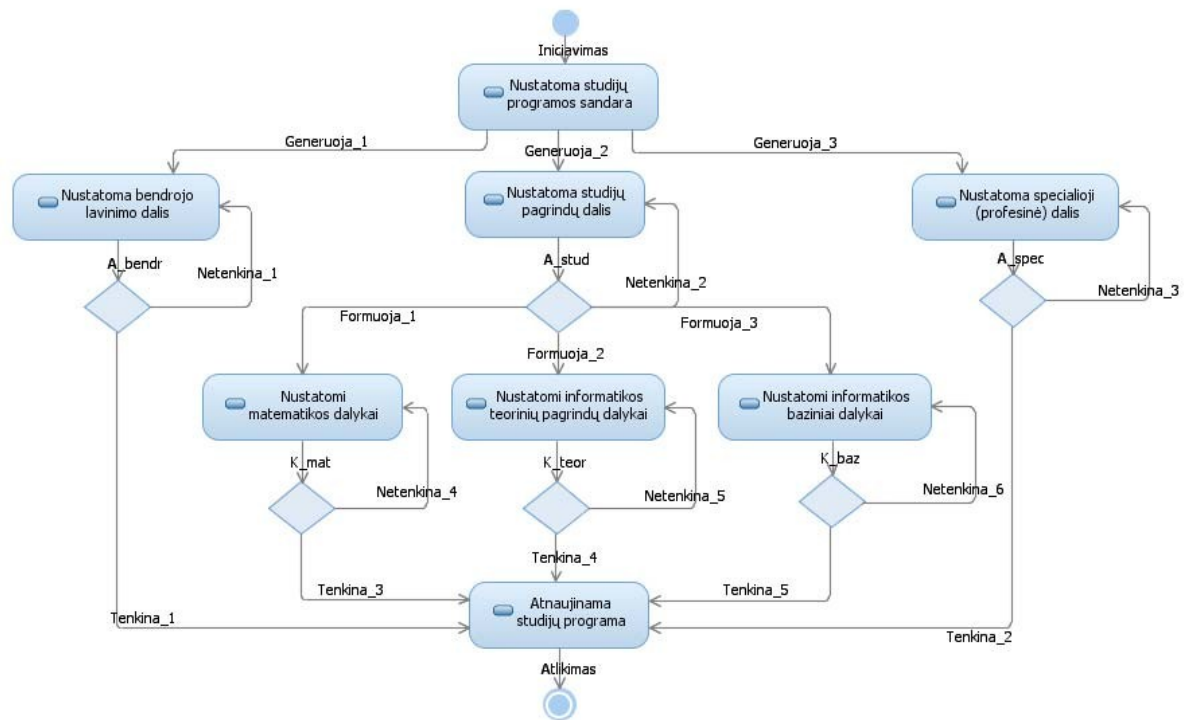 Iniciavimas
Nustatoma studijų
programos sandara
Generuoja_1
Generuoja_2
Generuoja_3
Nustatoma bendrojo
lavinimo dalis
Nustatoma studijų
pagrindų dalis
Nustatoma specialioji
(profesinė) dalis
A_bendr
Netenkina_1
A_stud
Netenkina_2
A_spec
Netenkina_3
Formuoja_1
Formuoja_2
Formuoja_3
Nustatomi
matematikos dalykai
Nustatomi informatikos
teorinių pagrindų dalykai
Nustatomi informatikos
baziniai dalykai
K_mat
Netenkina_4
K_teor
Netenkina_5
K_baz
Netenkina_6
Tenkina_4
Tenkina_3
Tenkina_5
Tenkina_1
Tenkina_2
Atnaujinama
studijų programa
Atlikimas